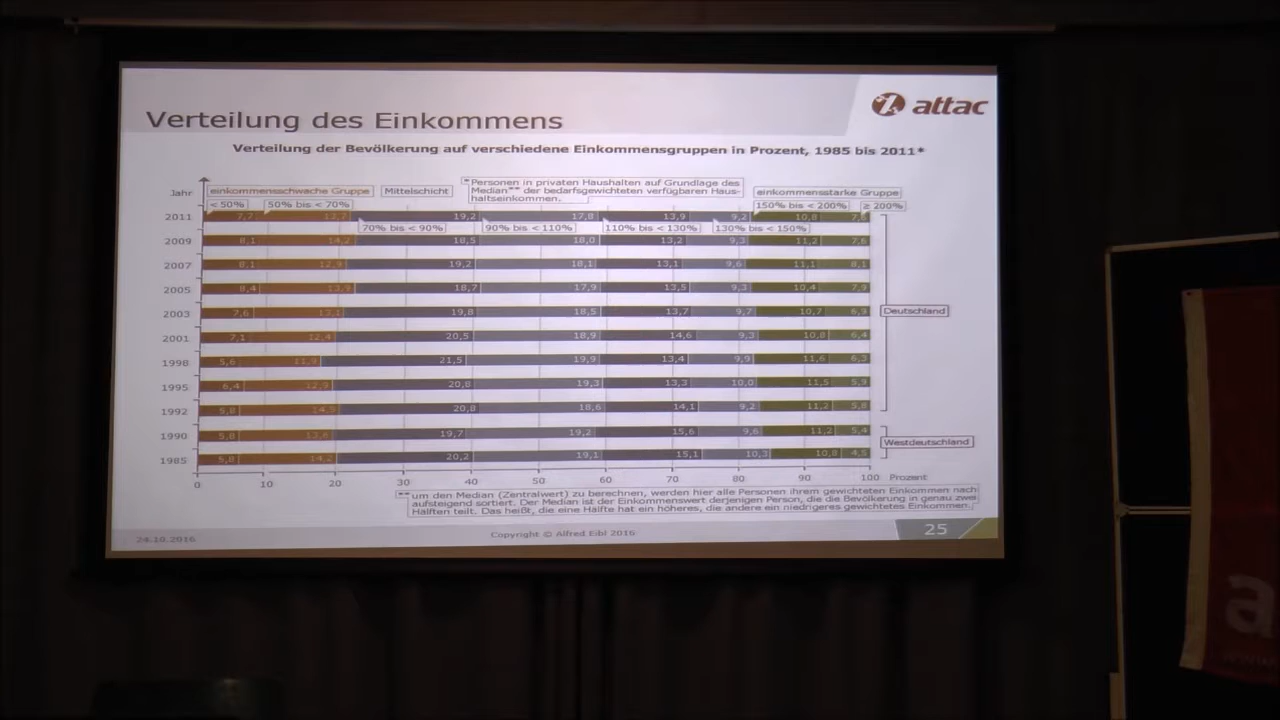 attac
Verteilung des Einkommens
Verteilung der Bevölkerung auf verschiedene Einkommensgruppen in Prozent, 1985 bis 2011*
Jahr
einkommensschwache Gruppe
Mittelschicht
*Personen in privaten Haushalten auf Grundlage des
Median** der bedarfsgewichteten verfügbaren Haus-
haltseinkommen.
einkommensstarke Gruppe
< 50% 50% bis < 70%
150% bis < 200% ≥ 200%
2011 7,7 12,7 19,2 17,8 13,9 9,2 10,8
70% bis < 90% 90% bis < 110% 110% bis < 130% 130% bis < 150%
2009 8,1 14,2 18,5 18,0 13,2 9,3 11,2 7,6
2007 8,1 12,9 19,2 18,1 13,1 9,6 11,1 8,1
2005 8,4 13,9 18,7 17,9 13,5 9,3 10,4 7,9
2003 7,6 13,1 19,8 18,5 13,7 9,7 10,7 6,9
Deutschland
2001 7,1 12,4 20,5 18,9 14,6 9,3 10,8 6,4
1998 5,6 11,9 21,5 19,9 13,4 9,9 11,6 6,3
1995 6,4 12,9 20,8 19,3 13,3 10,0 11,5 5,9
1992 5,8 14,5 20,8 18,6 14,1 9,2 11,2 5,8
1990 5,8 13,8 19,7 19,2 15,6 9,6 11,2 5,4
Westdeutschland
1985 5,8 14,2 20,2 19,1 15,1 10,3 10,8 4,5
0 10 20 30 40 50 60 70 80 90 100 Prozent
**um den Median (Zentralwert) zu berechnen, werden hier alle Personen ihrem gewichteten Einkommen nach
aufsteigend sortiert. Der Median ist der Einkommenswert derjenigen Person, die die Bevölkerung in genau zwei
Hälften teilt. Das heißt, die eine Hälfte hat ein höheres, die andere ein niedrigeres gewichtetes Einkommen.
24.10.2016
Copyright © Alfred Eibl 2016
25
a